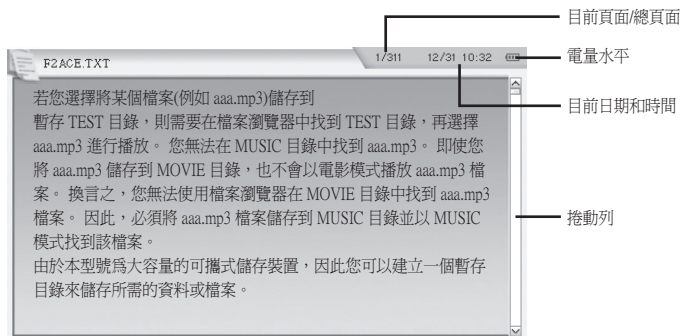 目前頁面/總頁面
F2ACE.TXT
1/311
12/31 10:32
電量水平
目前日期和時間
若您選擇將某個檔案(例如 aaa.mp3)儲存到
暫存 TEST 目錄，則需要在檔案瀏覽器中找到 TEST 目錄，再選擇
aaa.mp3 進行播放。 您無法在 MUSIC 目錄中找到 aaa.mp3。 即使您
將 aaa.mp3 儲存到 MOVIE 目錄，也不會以電影模式播放 aaa.mp3 檔
案。 換言之，您無法使用檔案瀏覽器在 MOVIE 目錄中找到 aaa.mp3
檔案。 因此，必須將 aaa.mp3 檔案儲存到 MUSIC 目錄並以 MUSIC
模式找到該檔案。
由於本型號爲大容量的可攜式儲存裝置，因此您可以建立一個暫存
目錄來儲存所需的資料或檔案。
捲動列